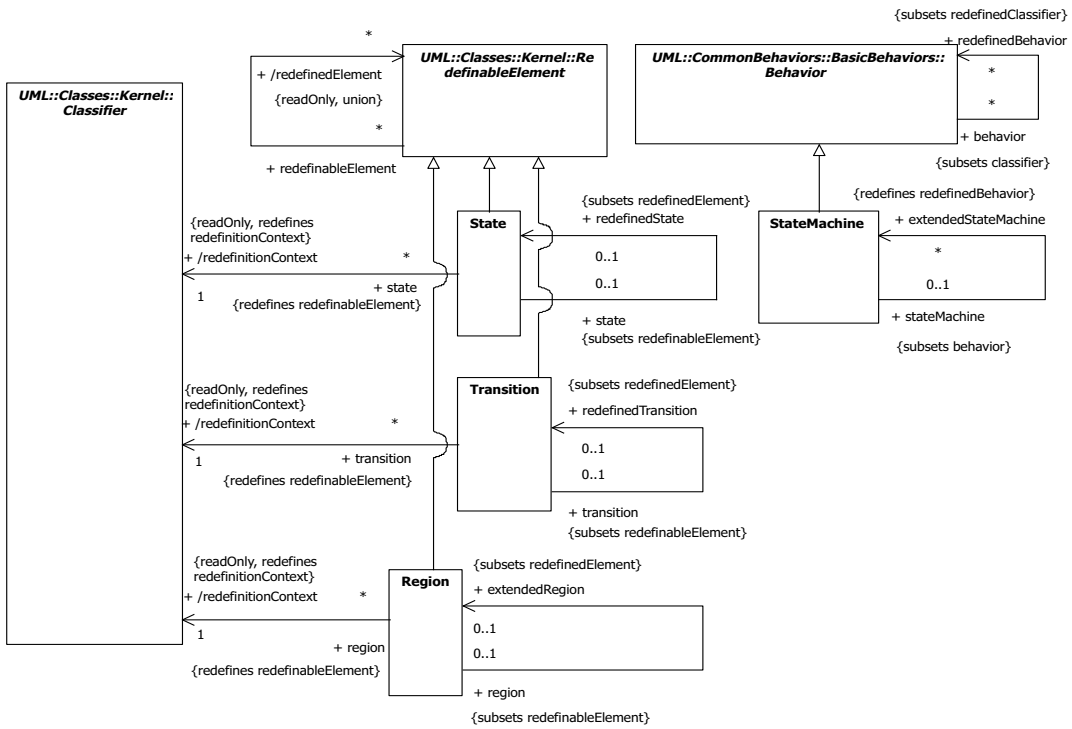 {subsets redefinedClassifier}
+ redefinedBehavior
*
*
+ behavior
{subsets classifier}
UML::CommonBehaviors::BasicBehaviors::
Behavior
*
+ /redefinedElement
{readOnly, union}
*
+ redefinableElement
UML::Classes::Kernel::Re
definableElement
UML::Classes::Kernel::
Classifier
{readOnly, redefines
redefinitionContext}
+ /redefinitionContext
*
1
+ state
{redefines redefinableElement}
State
{subsets redefinedElement}
+ redefinedState
0..1
0..1
+ state
{subsets redefinableElement}
StateMachine
{redefines redefinedBehavior}
+ extendedStateMachine
*
0..1
+ stateMachine
{subsets behavior}
{readOnly, redefines
redefinitionContext}
+ /redefinitionContext
*
1
+ transition
{redefines redefinableElement}
Transition
{subsets redefinedElement}
+ redefinedTransition
0..1
0..1
+ transition
{subsets redefinableElement}
{readOnly, redefines
redefinitionContext}
+ /redefinitionContext
*
1
+ region
{redefines redefinableElement}
Region
{subsets redefinedElement}
+ extendedRegion
0..1
0..1
+ region
{subsets redefinableElement}